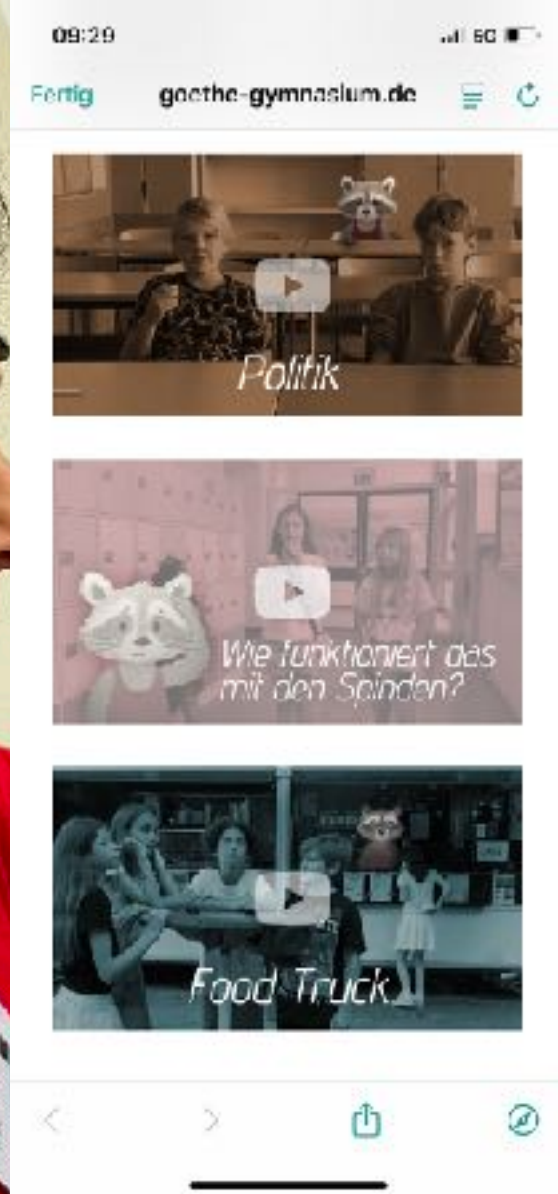 09:29
5G
Fertig
goethe-gymnasium.de
Politik
Wie funktioniert das
mit den Spinden?
Food Truck